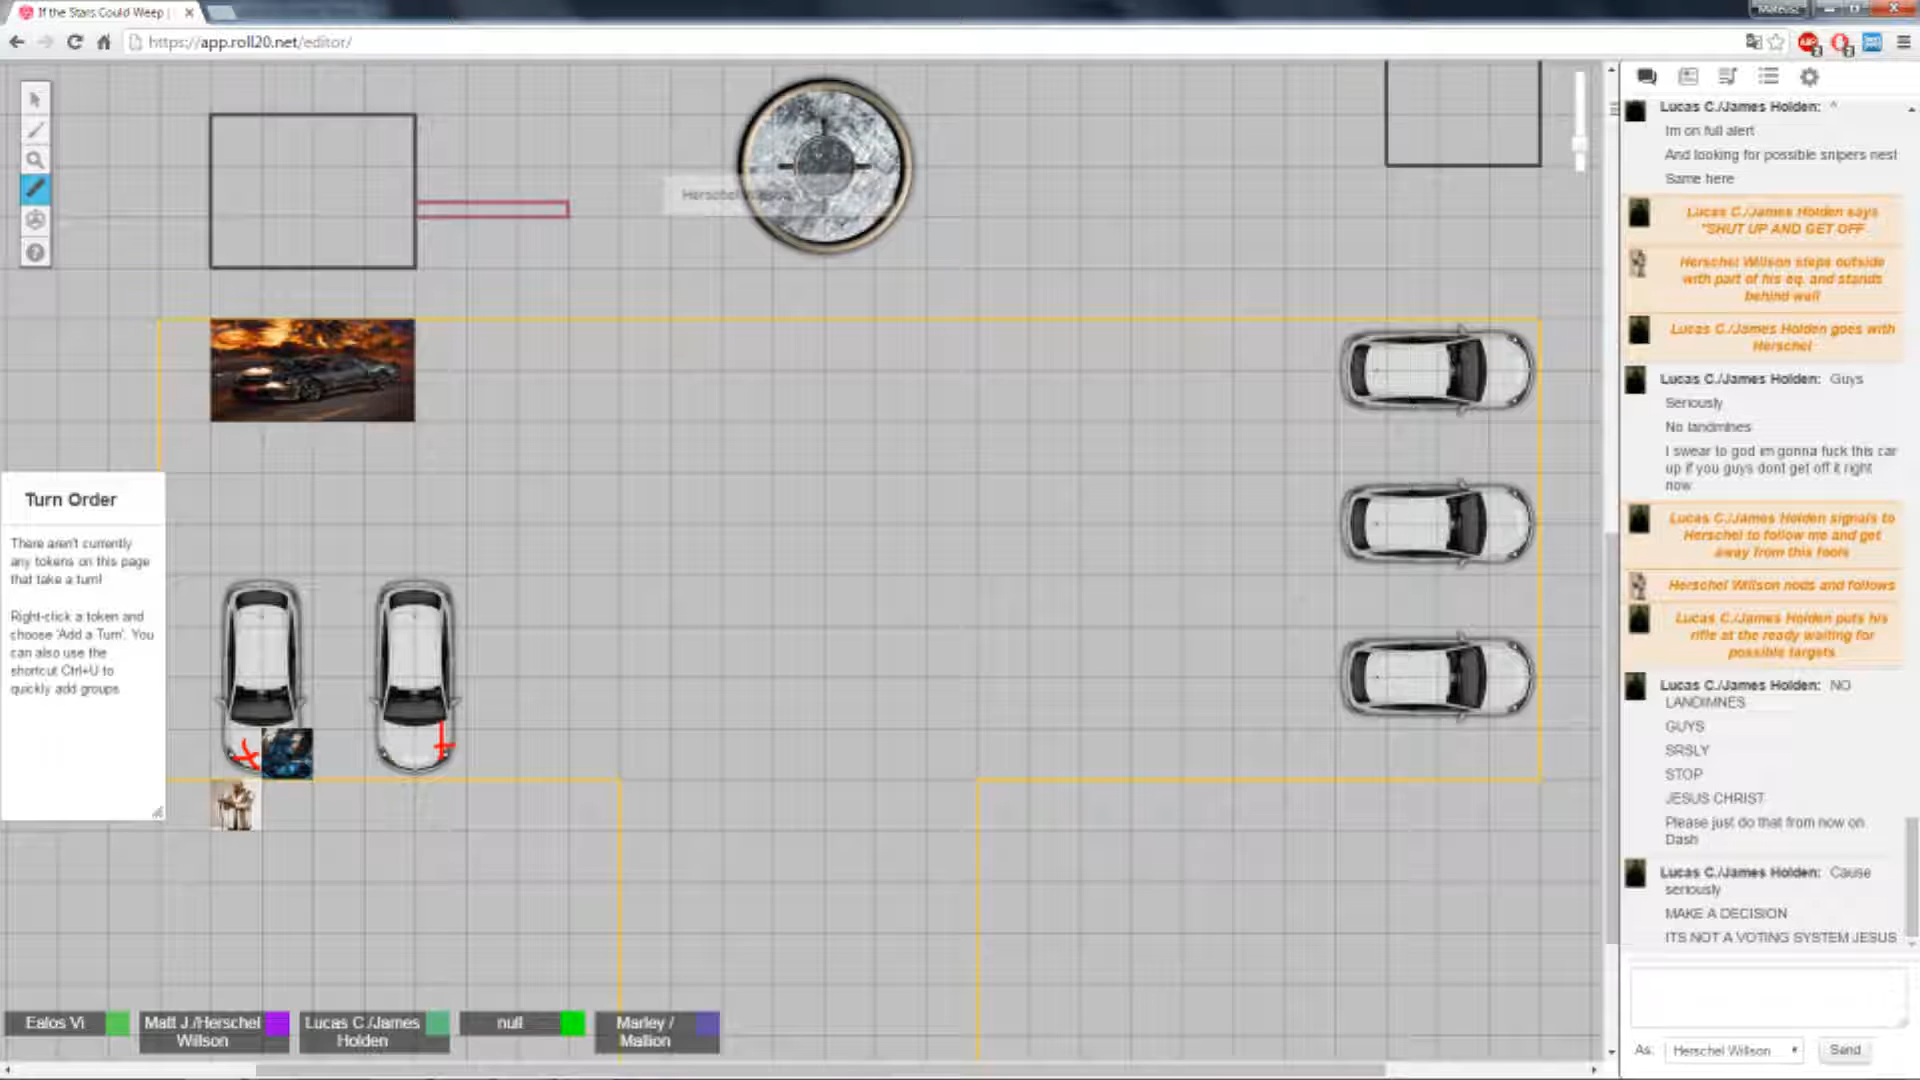 If the Stars Could Weep |
Mateusz
https://app.roll20.net/editor/
Lucas C./James Holden: ^
Im on full alert
And looking for possible snipers nest
Same here
Lucas C./James Holden says
"SHUT UP AND GET OFF
Herschel Willson steps outside
with part of his eq. and stands
behind wall
Lucas C./James Holden goes with
Herschel
Lucas C./James Holden: Guys
Seriously
No landmines
I swear to god im gonna fuck this car
up if you guys dont get off it right
now
Lucas C./James Holden signals to
Herschel to follow me and get
away from this fools
Herschel Willson nods and follows
Lucas C./James Holden puts his
rifle at the ready waiting for
possible targets
Lucas C./James Holden: NO
LANDIMNES
GUYS
SRSLY
STOP
JESUS CHRIST
Please just do that from now on
Dash
Lucas C./James Holden: Cause
seriously
MAKE A DECISION
ITS NOT A VOTING SYSTEM JESUS
As: Herschel Willson
Send
Herschel
Turn Order
There aren't currently
any tokens on this page
that take a turn!
Right-click a token and
choose 'Add a Turn'. You
can also use the
shortcut Ctrl+U to
quickly add groups
Ealos Vi
Matt J./Herschel
Willson
Lucas C./James
Holden
null
Marley /
Mallion